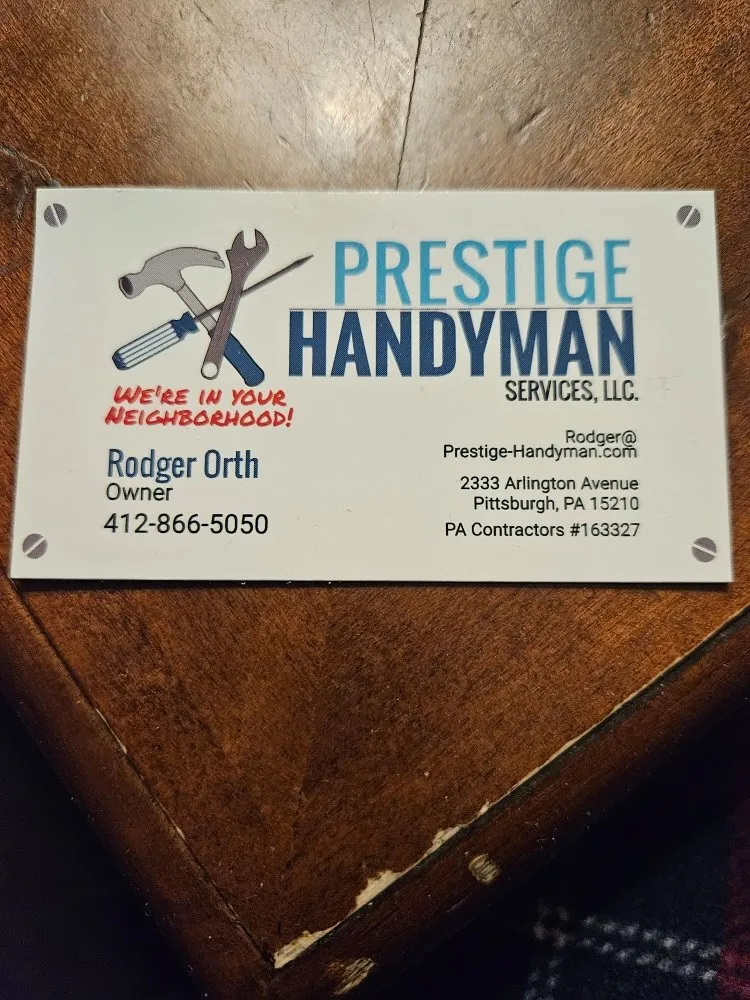 PRESTIGE
HANDYMAN
SERVICES, LLC.
WE'RE IN YOUR
NEIGHBORHOOD!
Rodger Orth
Owner
412-866-5050
Rodger@
Prestige-Handyman.com
2333 Arlington Avenue
Pittsburgh, PA 15210
PA Contractors #163327